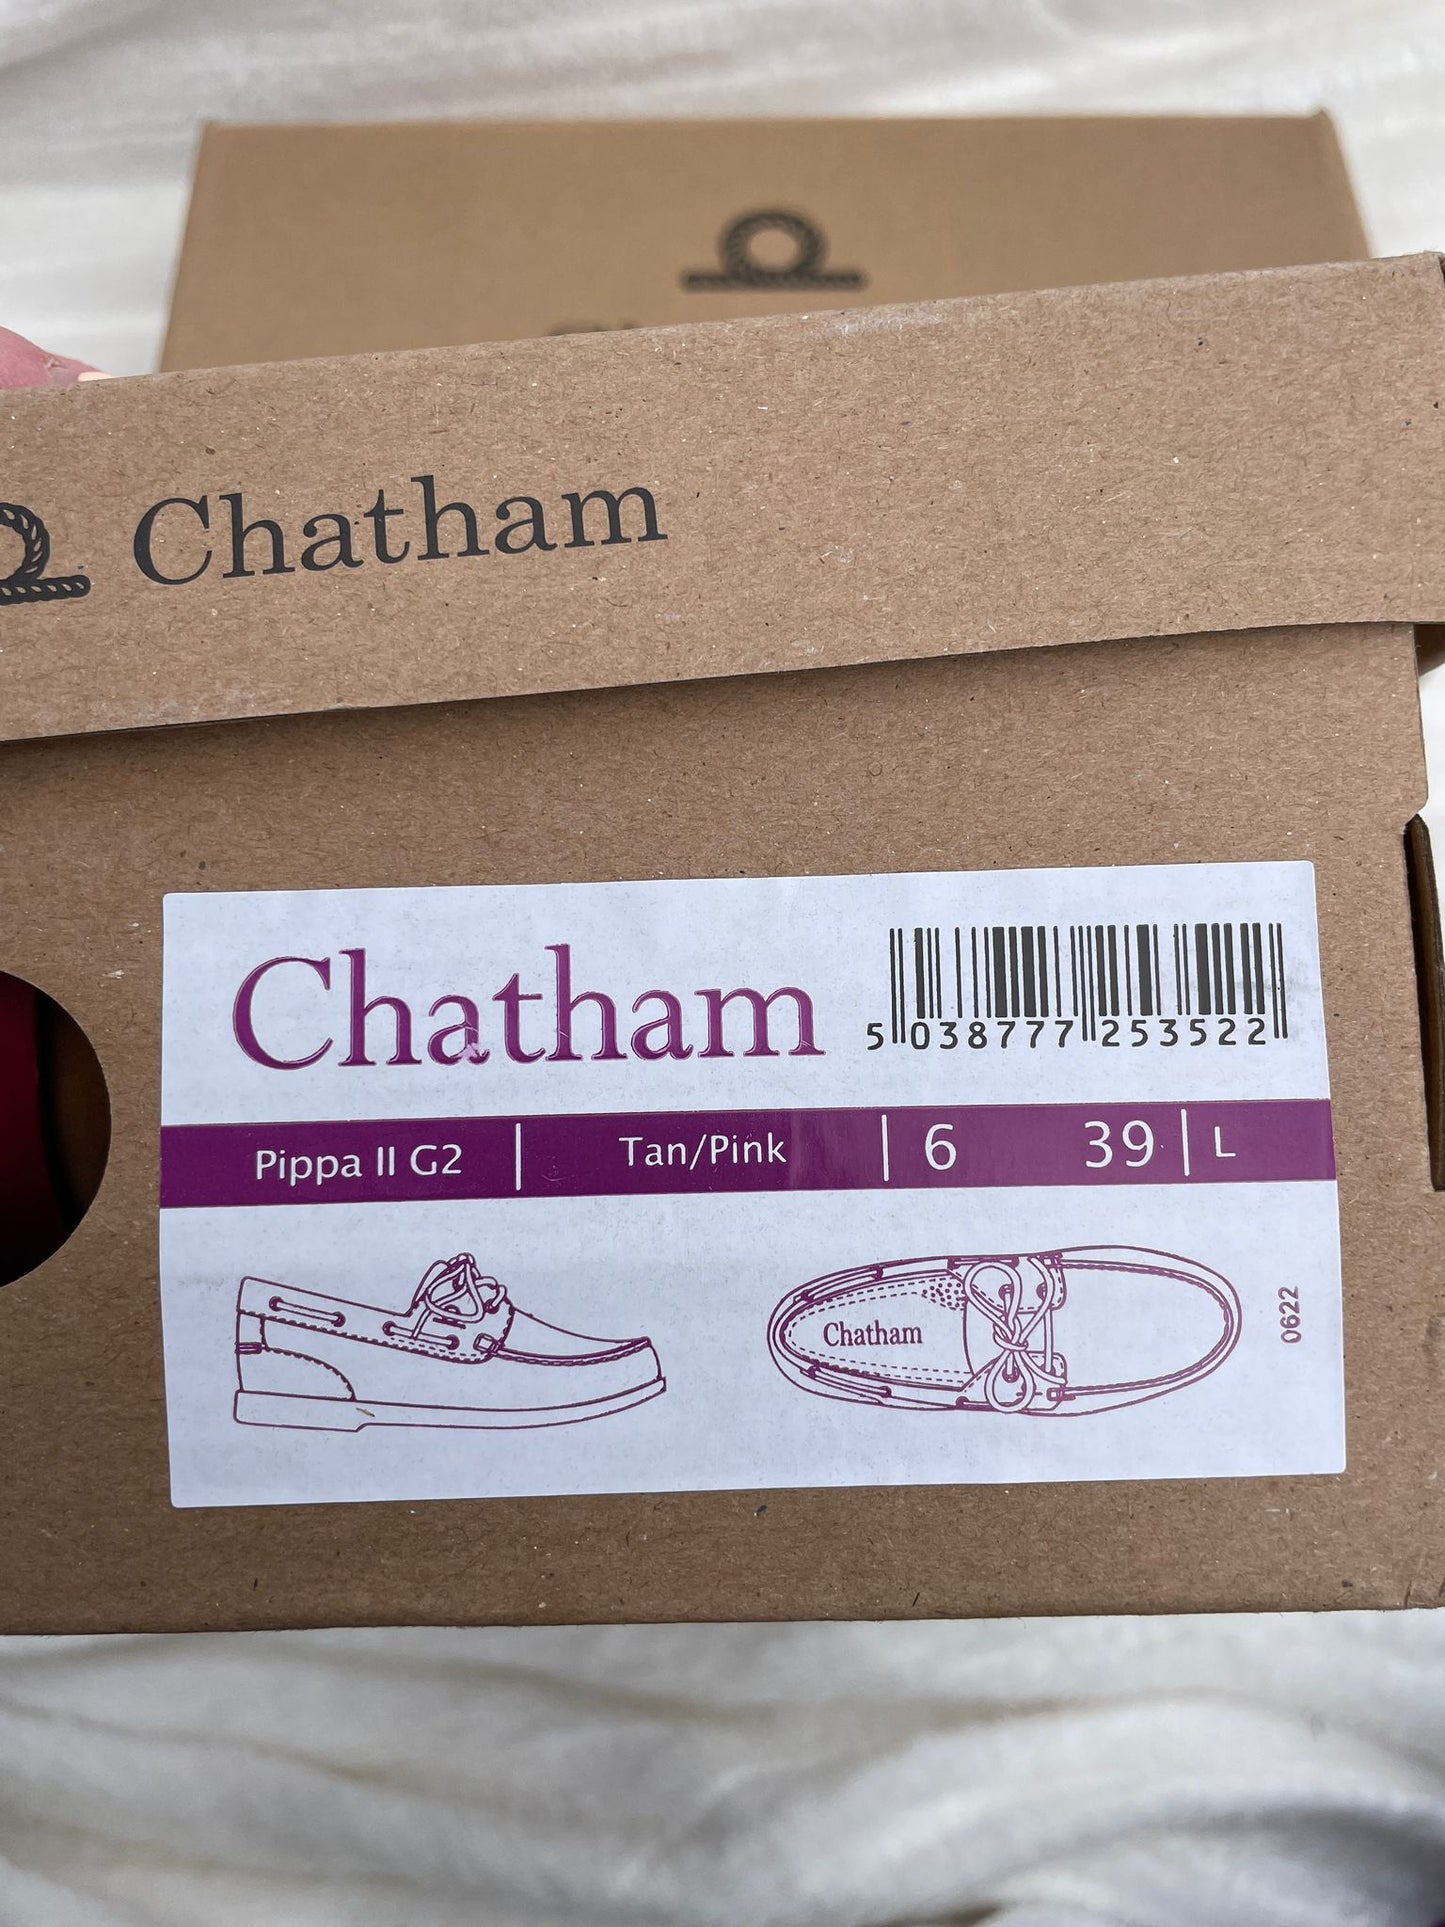 Chatham
Chatham
5 038777 253522
Pippa II G2 | Tan/Pink | 6 39 | L
Chatham
0622